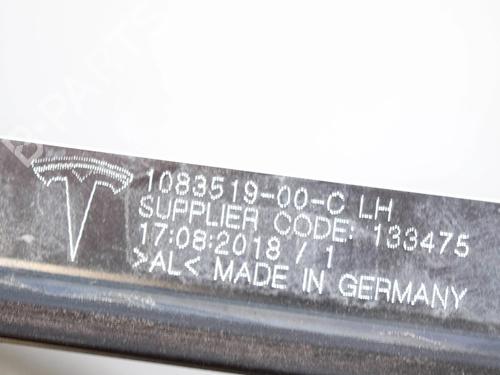 1083519-00-C LH
SUPPLIER CODE: 133475
17:08:2018 / 1
>AL< MADE IN GERMANY